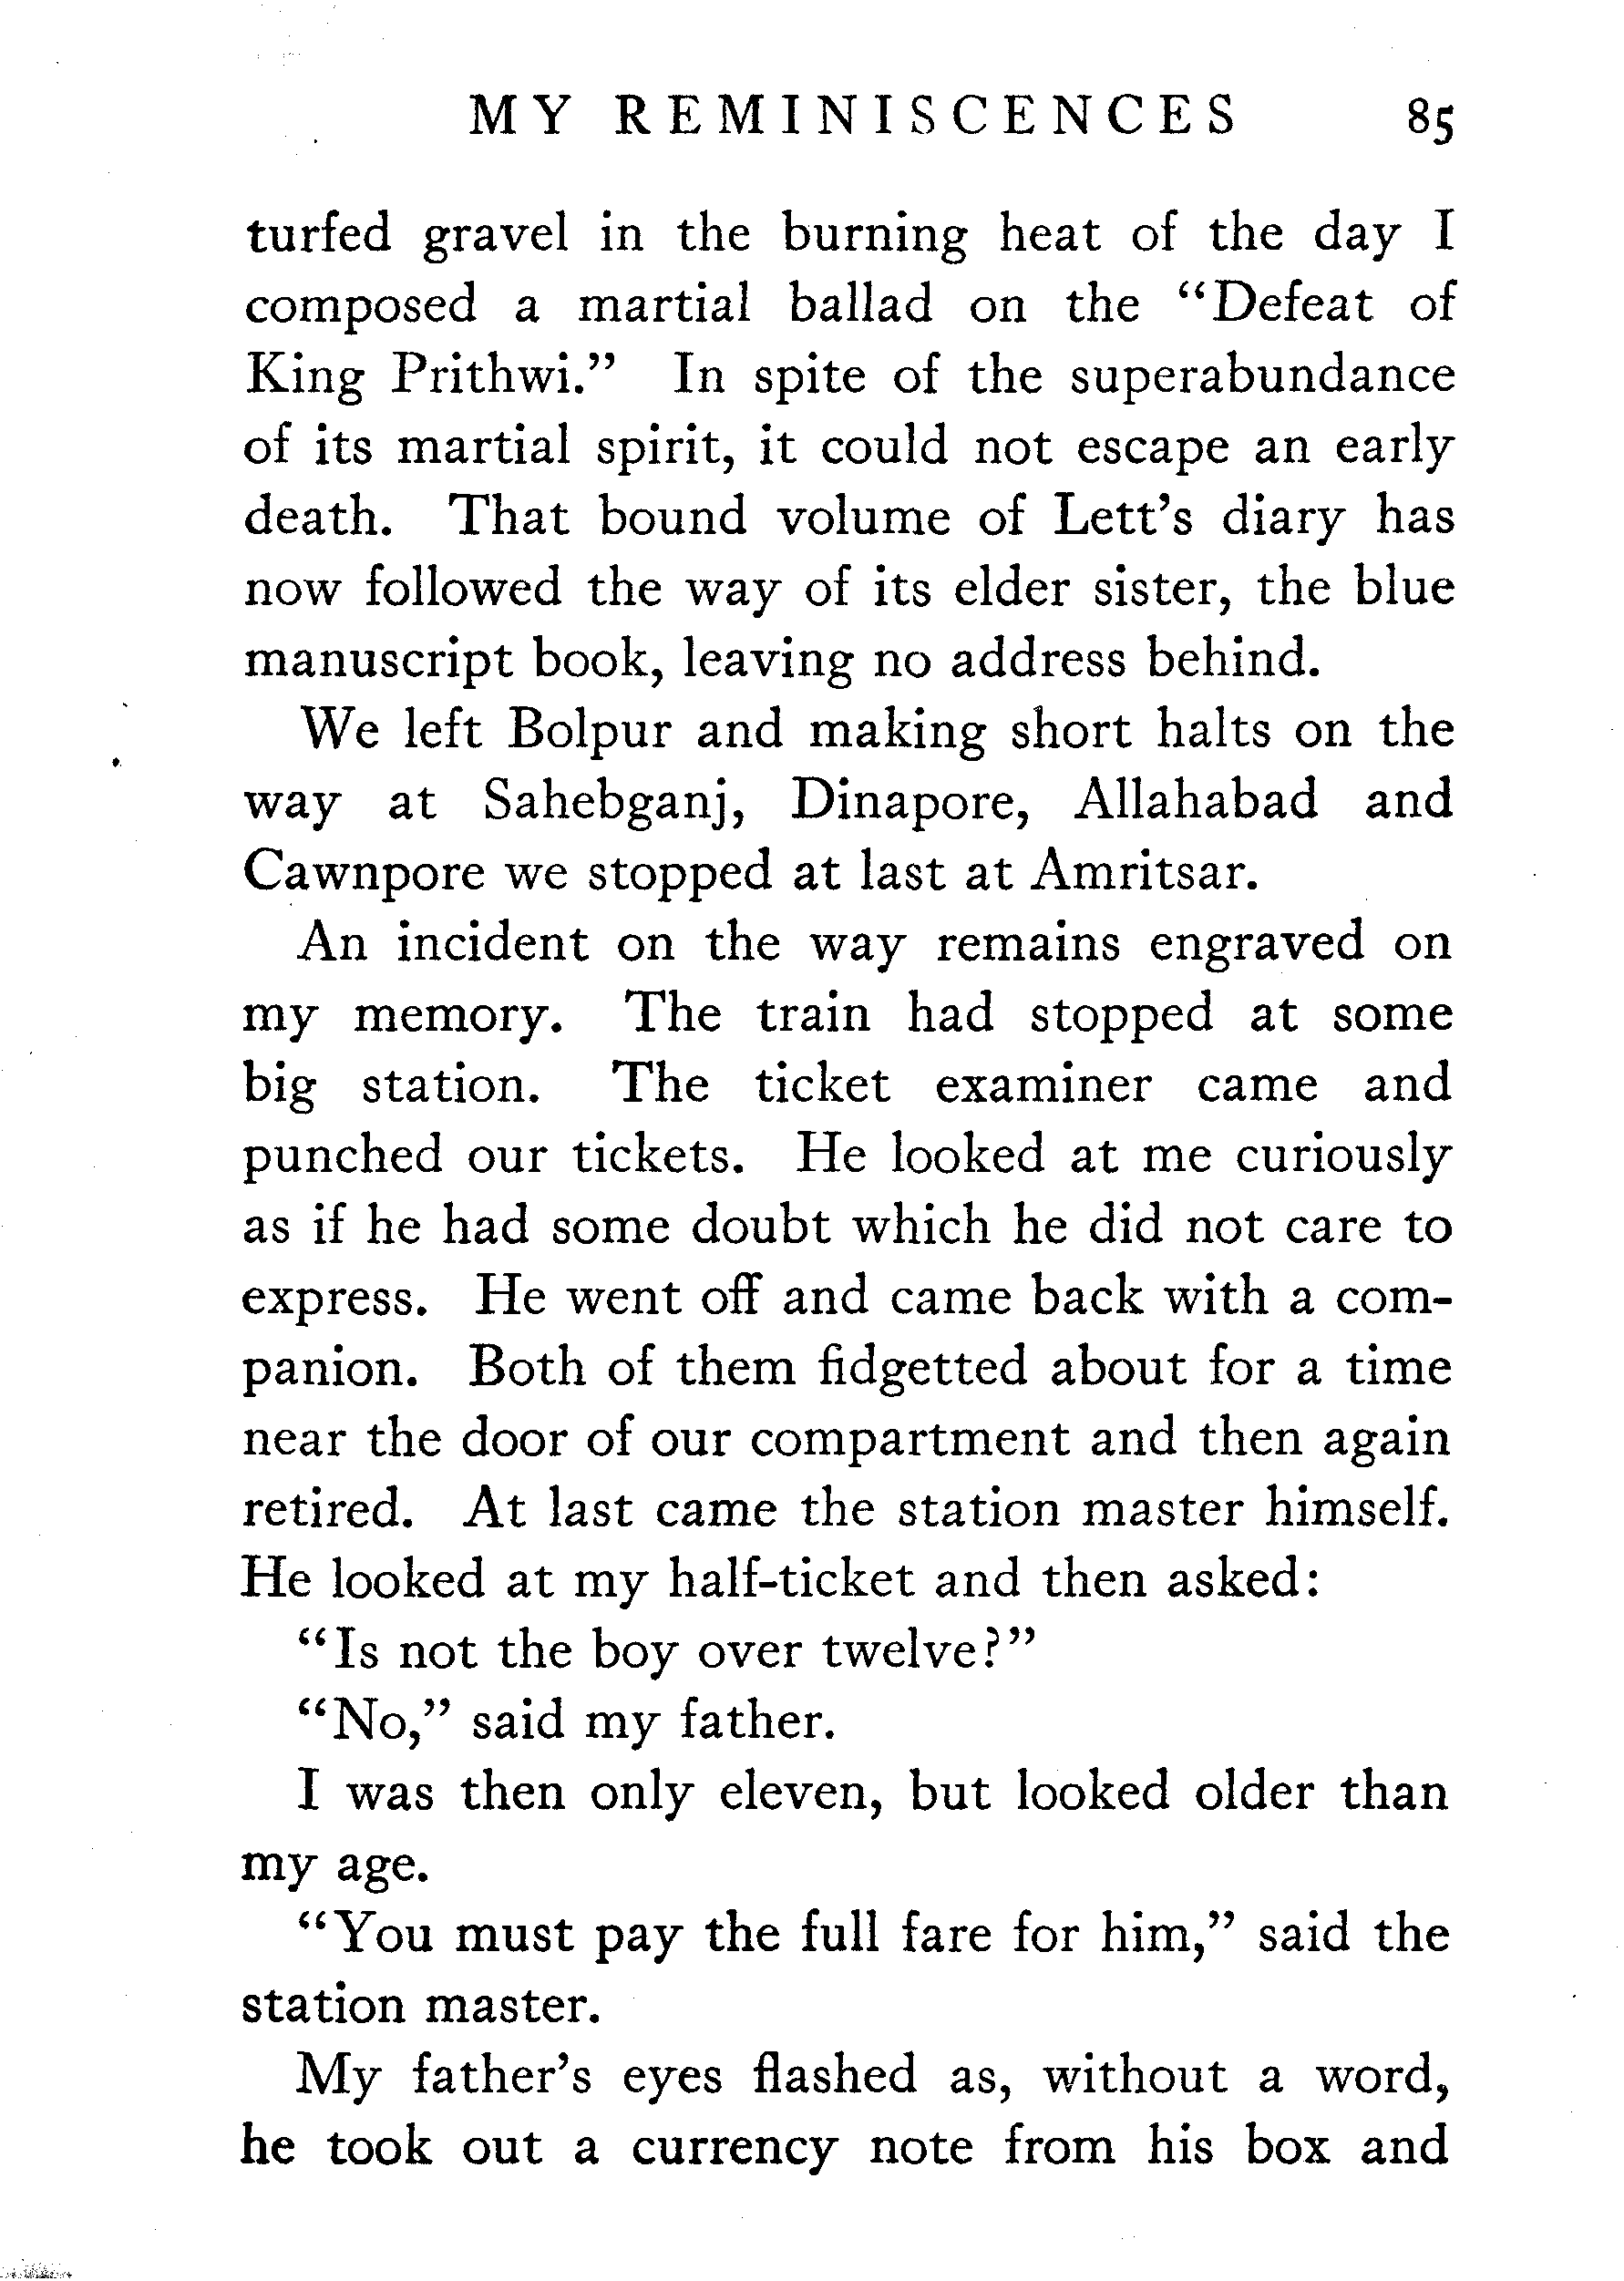 MY REMINISCENCES 85
turfed gravel in the burning heat of the day I
composed a martial ballad on the “Defeat of
King Prithwi.” In spite of the superabundance
of its martial spirit, it could not escape an early
death. That bound volume of Lett’s diary has
now followed the way of its elder sister, the blue
manuscript book, leaving no address behind.
We left Bolpur and making short halts on the
way at Sahebganj, Dinapore, Allahabad and
Cawnpore we stopped at last at Amritsar.
An incident on the way remains engraved on
my memory. The train had stopped at some
big station. The ticket examiner came and
punched our tickets. He looked at me curiously
as if he had some doubt which he did not care to
express. He went off and came back with a com-
panion. Both of them fidgetted about for a time
near the door of our compartment and then again
retired. At last came the station master himself.
He looked at my half-ticket and then asked:
“Is not the boy over twelve?”
“No,” said my father.
I was then only eleven, but looked older than
my age.
“You must pay the full fare for him,” said the
station master.
My father’s eyes flashed as, without a word,
he took out a currency note from his box and